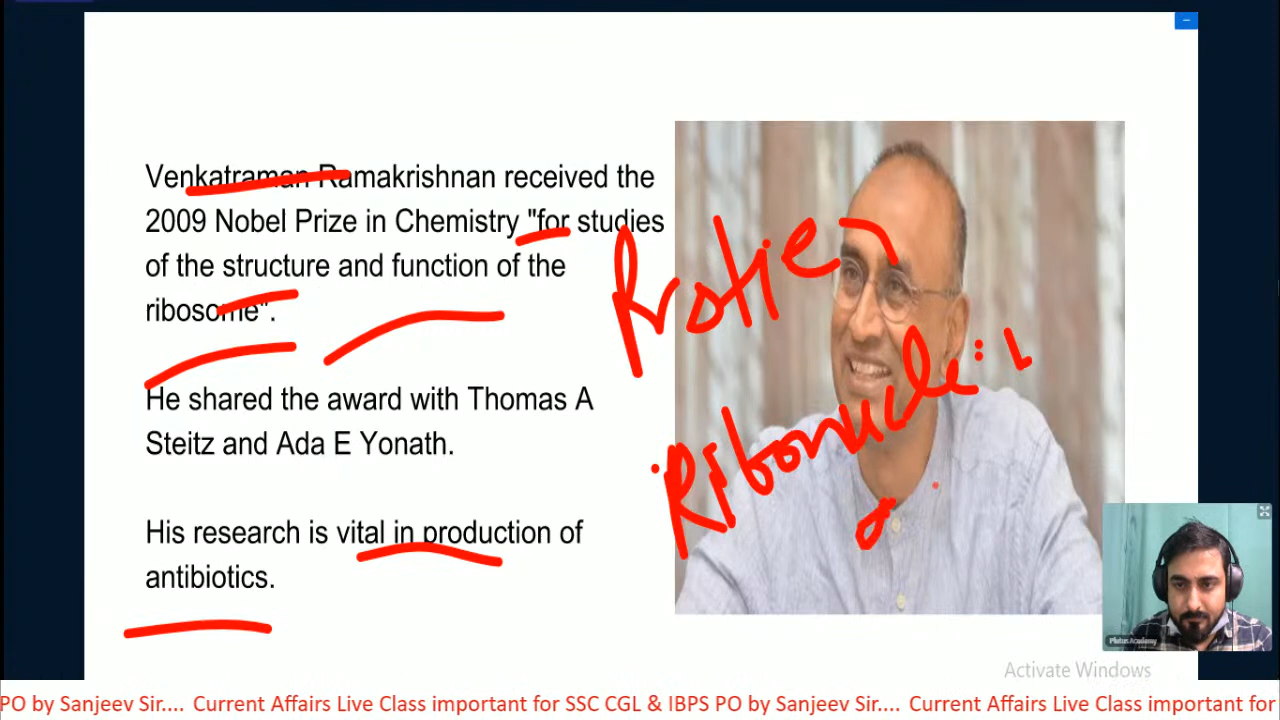 Venkatraman Ramakrishnan received the
2009 Nobel Prize in Chemistry "for studies
of the structure and function of the
ribosome".
He shared the award with Thomas A
Steitz and Ada E Yonath.
His research is vital in production of
antibiotics.
Plutus Academy
Activate Windows
PO by Sanjeev Sir.... Current Affairs Live Class important for SSC CGL & IBPS PO by Sanjeev Sir.... Current Affairs Live Class important for